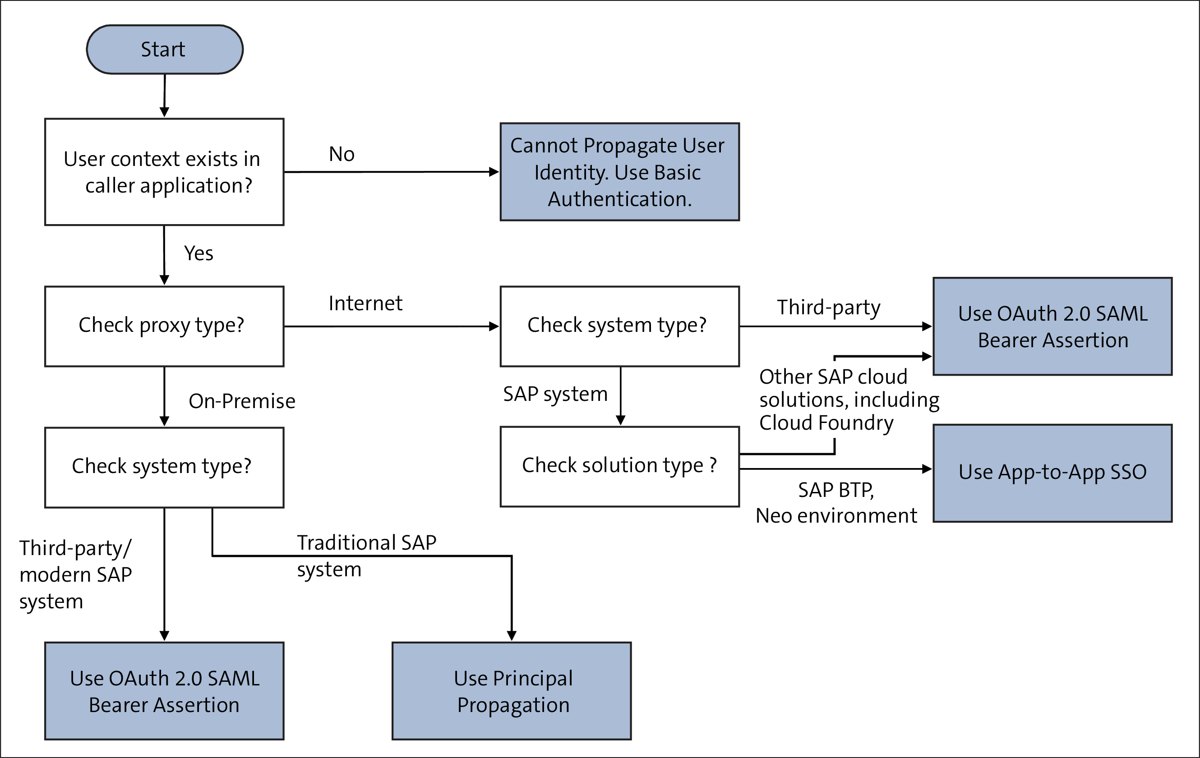 Start
User context exists in
caller application?
No
Cannot Propagate User
Identity. Use Basic
Authentication.
Yes
Check proxy type?
Internet
Check system type?
Third-party
Use OAuth 2.0 SAML
Bearer Assertion
On-Premise
SAP system
Other SAP cloud
solutions, including
Cloud Foundry
Check system type?
Check solution type ?
SAP BTP,
Neo environment
Use App-to-App SSO
Third-party/
modern SAP
system
Traditional SAP
system
Use OAuth 2.0 SAML
Bearer Assertion
Use Principal
Propagation